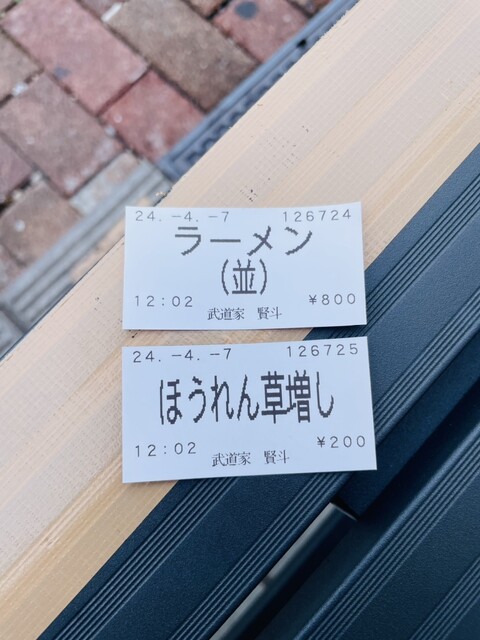 24.-4.-7 126724
ラーメン
(並)
12:02 ¥800
武道家 賢斗
24.-4.-7 126725
ほうれん草増し
12:02 ¥200
武道家 賢斗